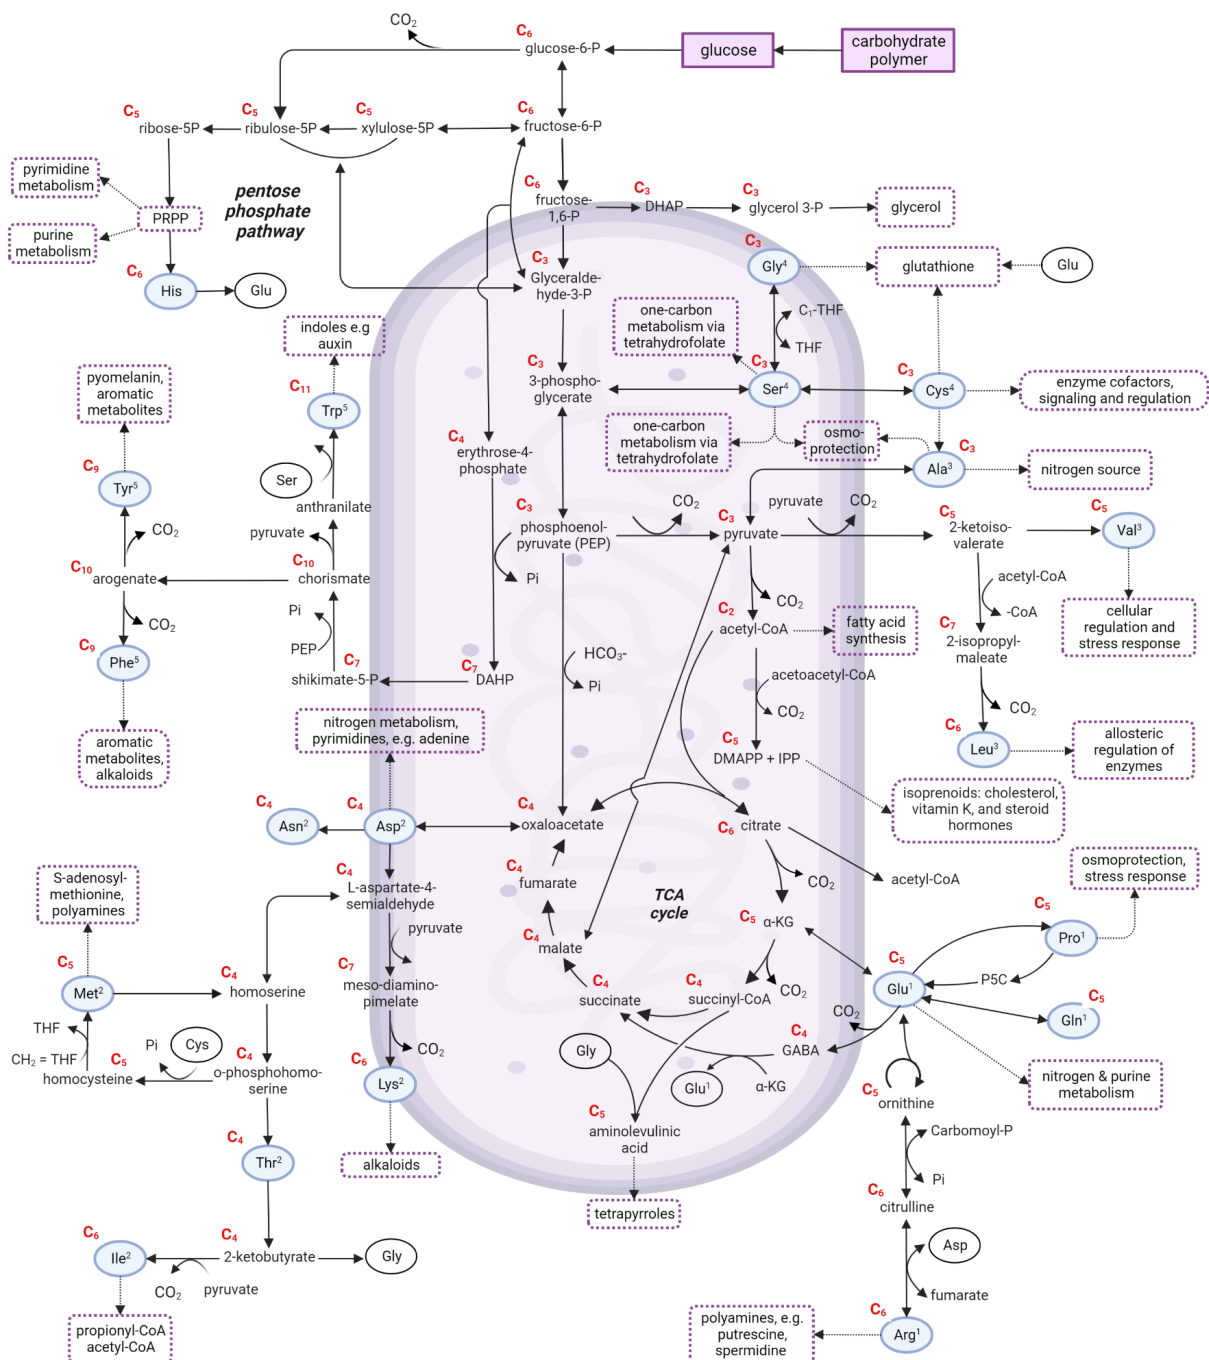 CO2
C6
glucose-6-P
glucose
carbohydrate
polymer
C5
ribose-5P
C5
ribulose-5P
C5
xylulose-5P
C6
fructose-6-P
pyrimidine
metabolism
PRPP
purine
metabolism
pentose
phosphate
pathway
C6
fructose-
1,6-P
C3
DHAP
C3
glycerol 3-P
glycerol
C6
His
Glu
C3
Glyceralde-
hyde-3-P
C3
Gly4
glutathione
Glu
C1-THF
THF
one-carbon
metabolism via
tetrahydrofolate
indoles e.g
auxin
C11
Trp5
pyomelanin,
aromatic
metabolites
C3
3-phospho-
glycerate
C3
Ser4
C3
Cys4
enzyme cofactors,
signaling and regulation
one-carbon
metabolism via
tetrahydrofolate
osmo-
protection
C3
Ala3
nitrogen source
C4
erythrose-4-
phosphate
C9
Tyr5
Ser
anthranilate
pyruvate
CO2
C10
arogenate
C10
chorismate
C3
phosphoenol-
pyruvate (PEP)
Pi
CO2
C3
pyruvate
pyruvate
CO2
C5
2-ketoiso-
valerate
C5
Val3
acetyl-CoA
-CoA
cellular
regulation and
stress response
CO2
C2
acetyl-CoA
fatty acid
synthesis
C7
2-isopropyl-
maleate
CO2
C9
Phe5
Pi
PEP
C7
shikimate-5-P
C7
DAHP
HCO3-
Pi
acetoacetyl-CoA
CO2
CO2
C6
Leu3
allosteric
regulation of
enzymes
aromatic
metabolites,
alkaloids
nitrogen metabolism,
pyrimidines, e.g. adenine
C5
DMAPP + IPP
isoprenoids: cholesterol,
vitamin K, and steroid
hormones
C4
Asn2
C4
Asp2
C4
oxaloacetate
C6
citrate
CO2
acetyl-CoA
S-adenosyl-
methionine,
polyamines
C4
L-aspartate-4-
semialdehyde
pyruvate
C4
fumarate
TCA
cycle
C5
α-KG
C4
malate
osmoprotection,
stress response
C5
Pro1
P5C
C5
Glu1
C5
Gln1
C5
Met2
C4
homoserine
C7
meso-diamino-
pimelate
CO2
C4
succinate
C4
succinyl-CoA
CO2
CO2
C4
GABA
THF
CH2 = THF
C5
homocysteine
Pi
Cys
C4
o-phosphohomo-
serine
C6
Lys2
Gly
Glu1
α-KG
nitrogen & purine
metabolism
C5
ornithine
C5
aminolevulinic
acid
Carbomoyl-P
Pi
C4
Thr2
alkaloids
tetrapyrroles
C6
citrulline
C6
Ile2
C4
2-ketobutyrate
Gly
CO2
pyruvate
Asp
fumarate
propionyl-CoA
acetyl-CoA
polyamines, e.g.
putrescine,
spermidine
C6
Arg1